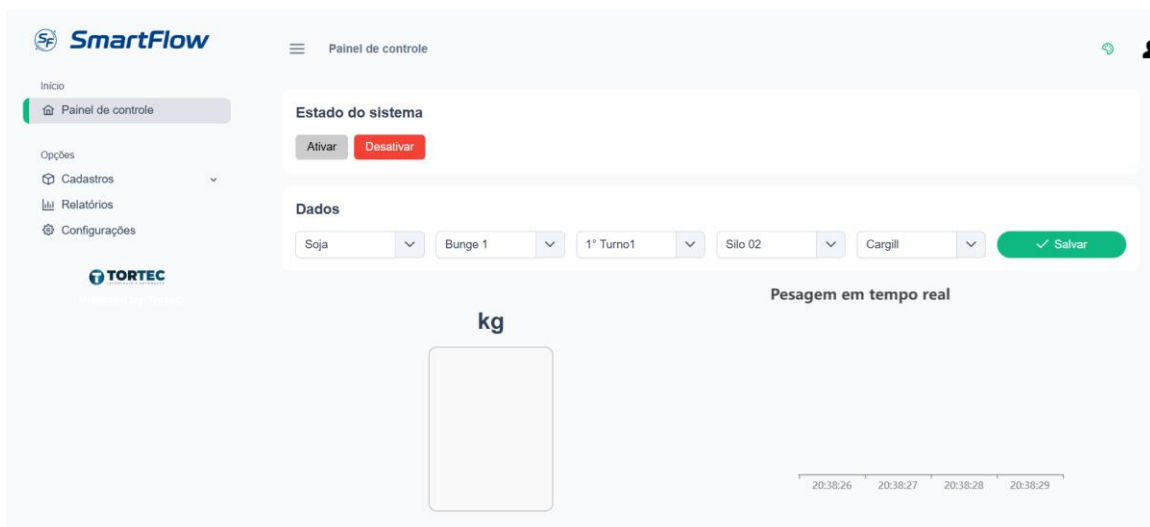 SF SmartFlow
Painel de controle
Início
Painel de controle
Opções
Cadastros
Relatórios
Configurações
TORTEC
Estado do sistema
Ativar Desativar
Dados
Soja Bunge 1 1° Turno1 Silo 02 Cargill Salvar
kg
Pesagem em tempo real
20:38:26 20:38:27 20:38:28 20:38:29